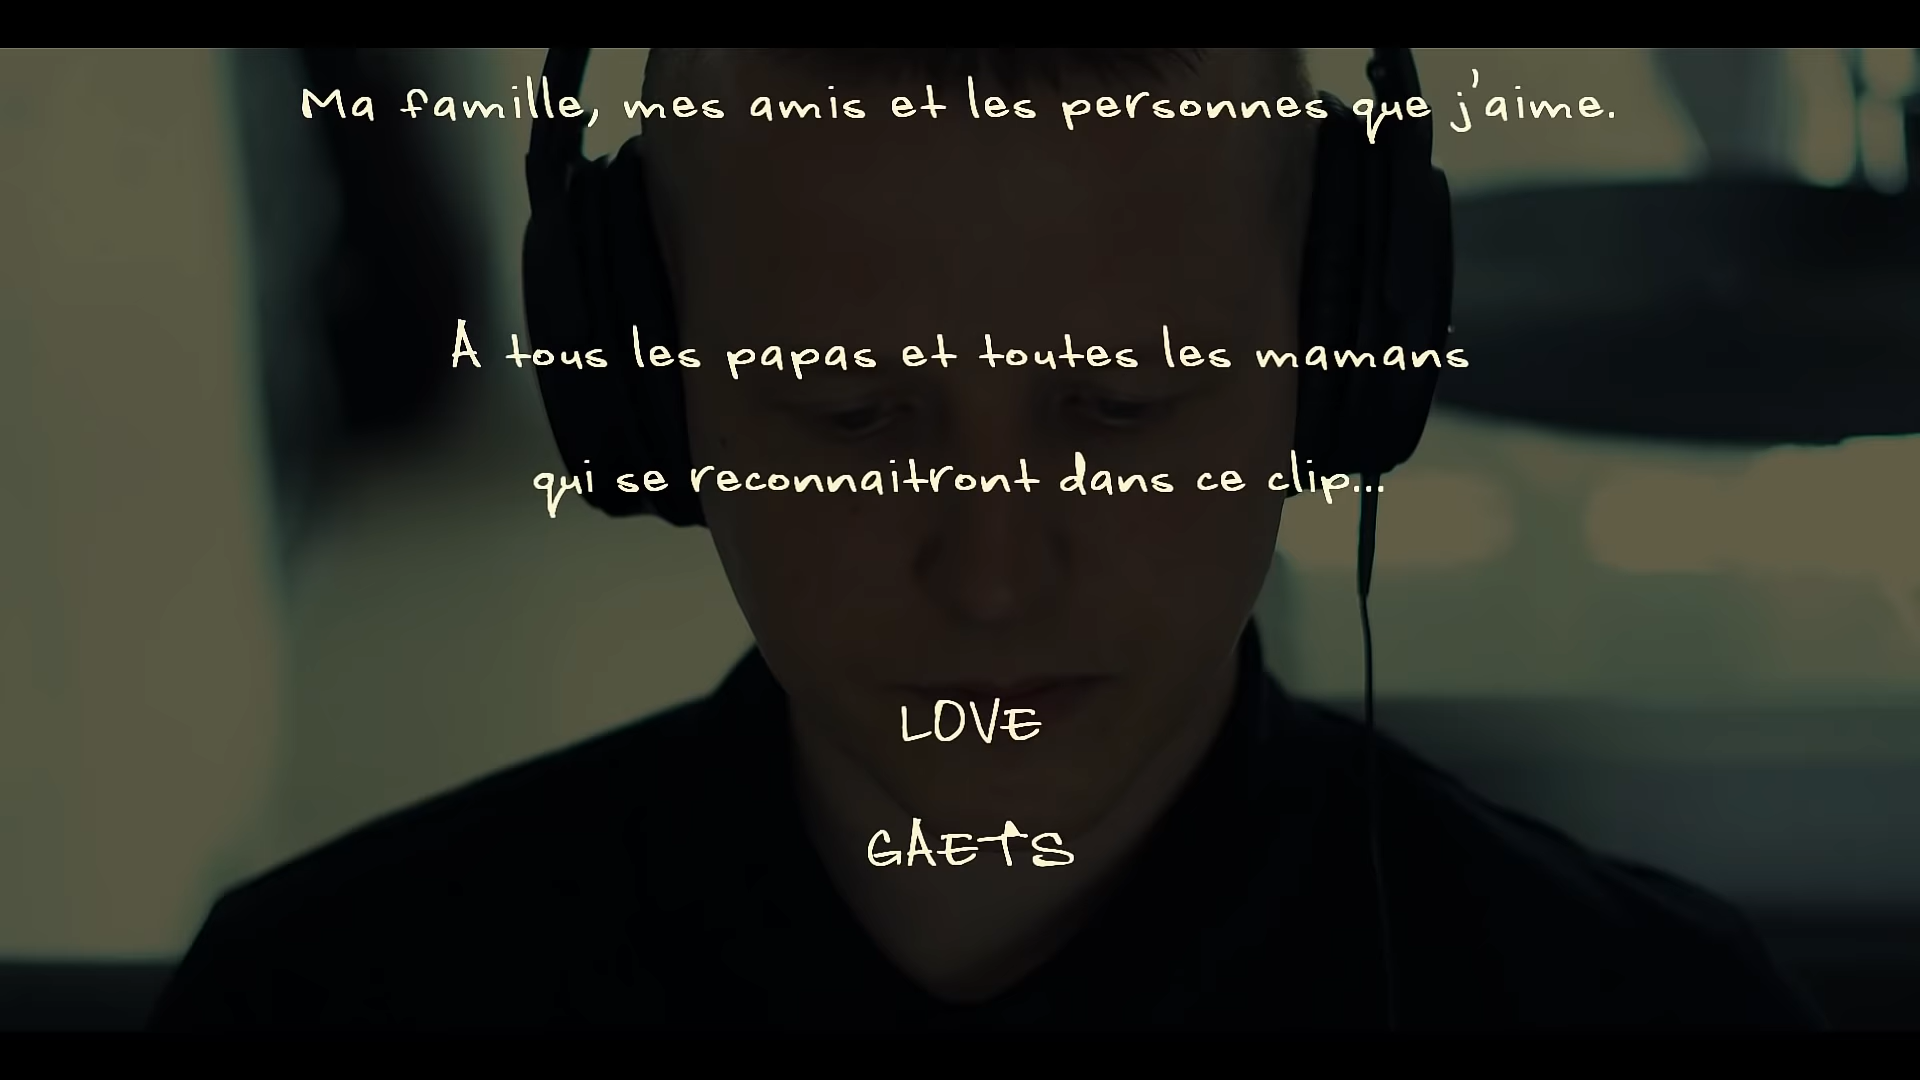 Ma famille, mes amis et les personnes que j'aime.
A tous les papas et toutes les mamans
qui se reconnaitront dans ce clip...
LOVE
GAETS